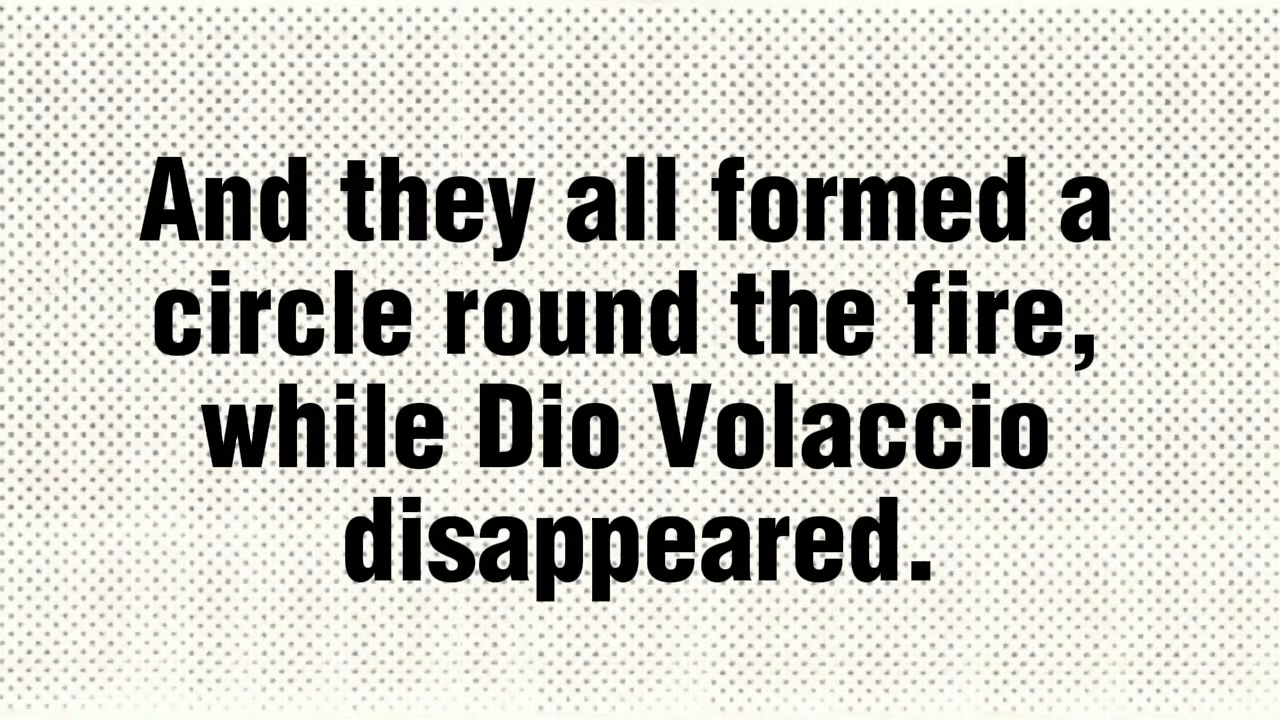 And they all formed a
circle round the fire,
while Dio Volaccio
disappeared.